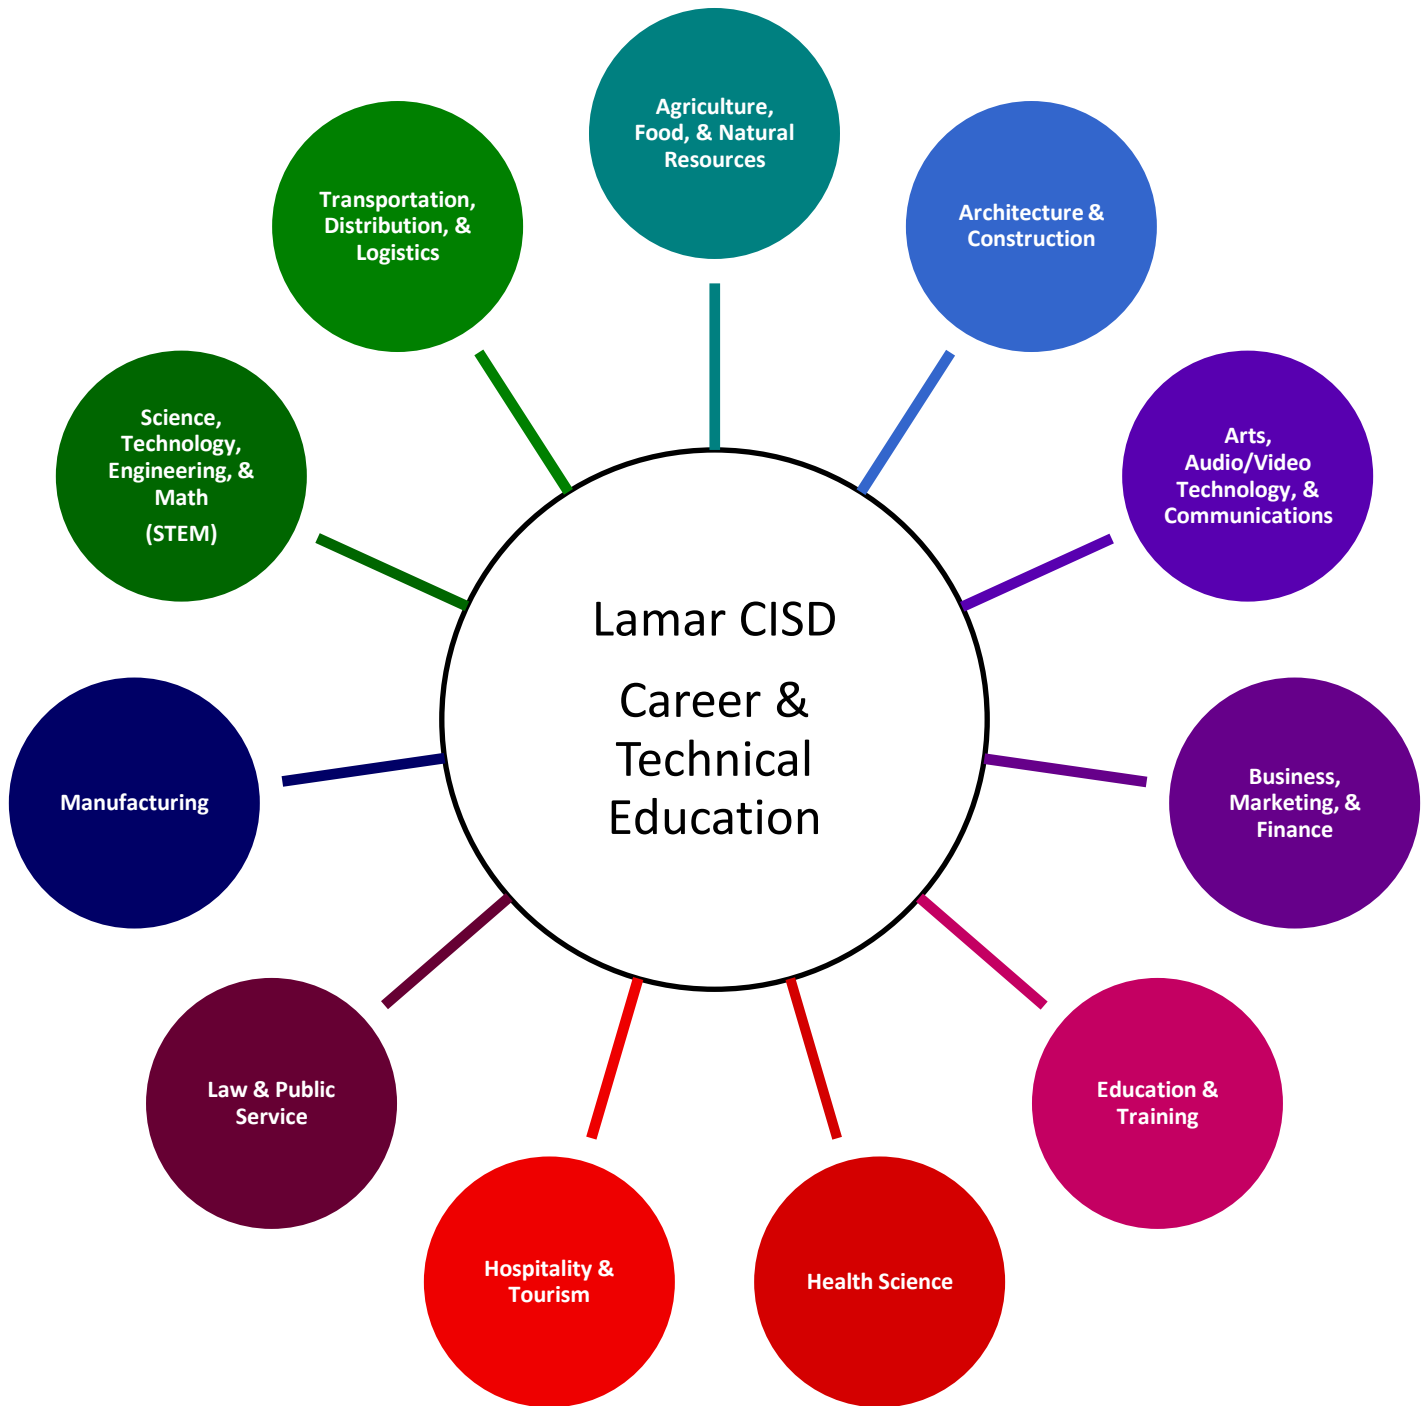 Lamar CISD
Career &
Technical
Education
Agriculture,
Food, & Natural
Resources
Architecture &
Construction
Arts,
Audio/Video
Technology, &
Communications
Business,
Marketing, &
Finance
Education &
Training
Health Science
Hospitality &
Tourism
Law & Public
Service
Manufacturing
Science,
Technology,
Engineering, &
Math
(STEM)
Transportation,
Distribution, &
Logistics